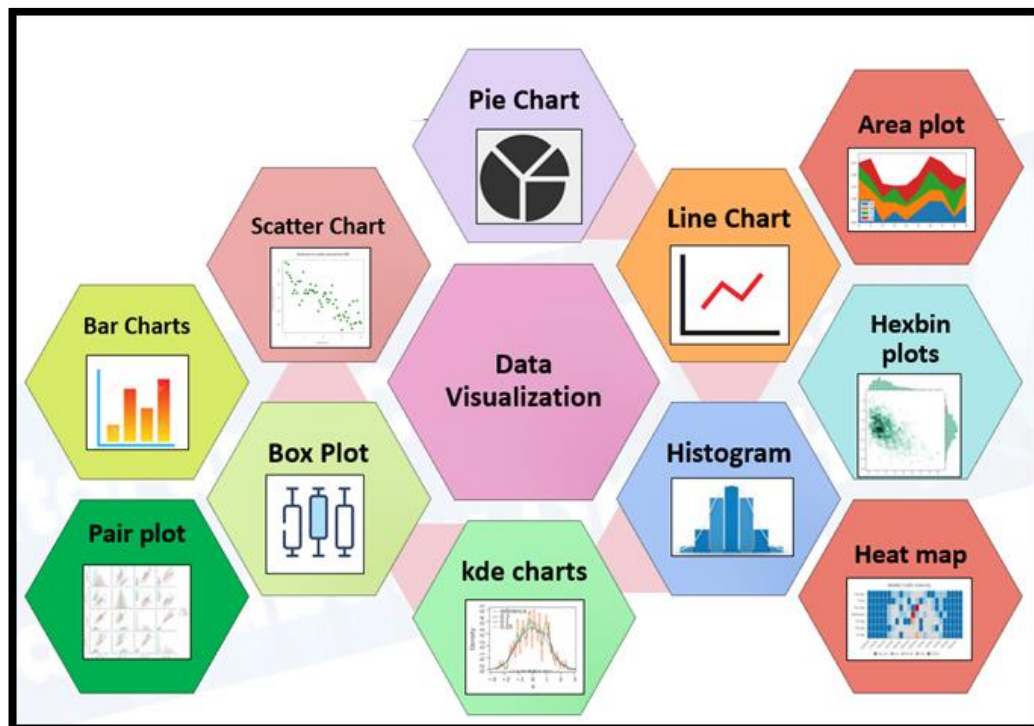 Pie Chart
Area plot
Scatter Chart
Line Chart
Bar Charts
Data
Visualization
Hexbin
plots
Box Plot
Histogram
Pair plot
kde charts
Heat map
Density